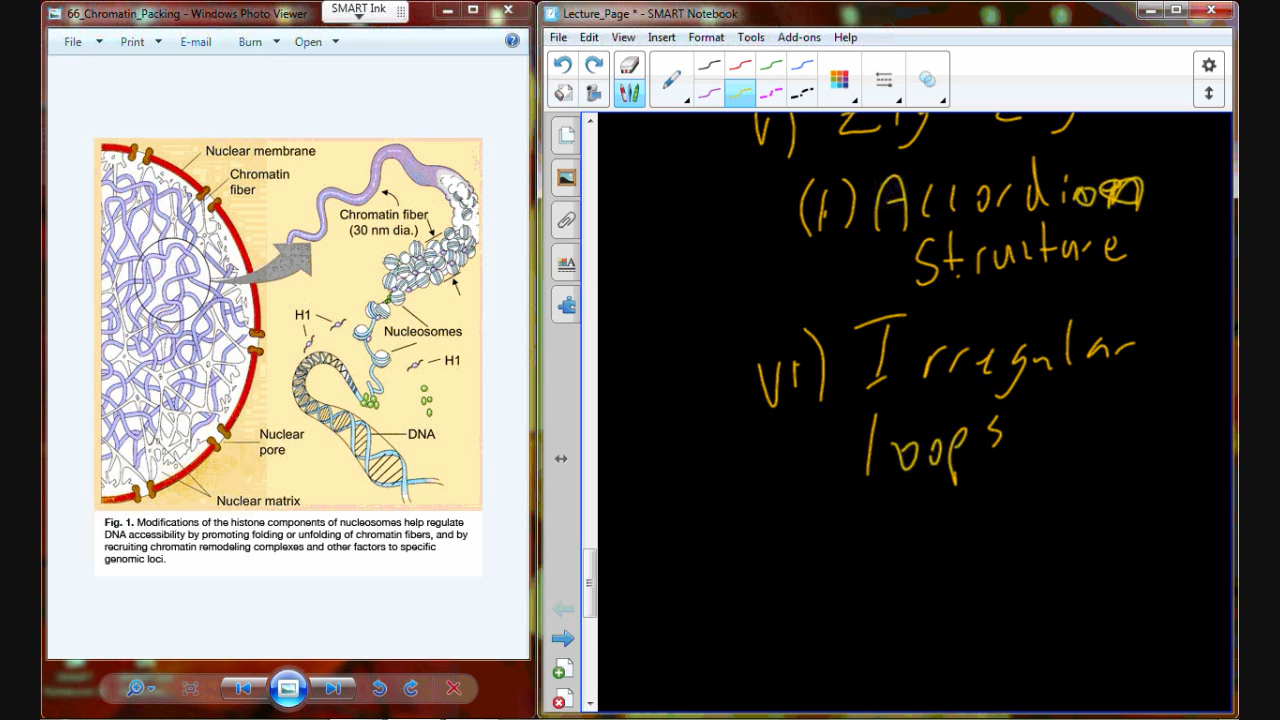 66_Chromatin_Packing - Windows Photo Viewer
SMART Ink
File Print E-mail Burn Open
Nuclear membrane
Chromatin
fiber
Chromatin fiber
(30 nm dia.)
H1
Nucleosomes
H1
DNA
Nuclear
pore
Nuclear matrix
Fig. 1. Modifications of the histone components of nucleosomes help regulate
DNA accessibility by promoting folding or unfolding of chromatin fibers, and by
recruiting chromatin remodeling complexes and other factors to specific
genomic loci.
Lecture_Page * - SMART Notebook
File Edit View Insert Format Tools Add-ons Help
v) Zig Zag
(i) Accordion
structure
vi) Irregular
loops